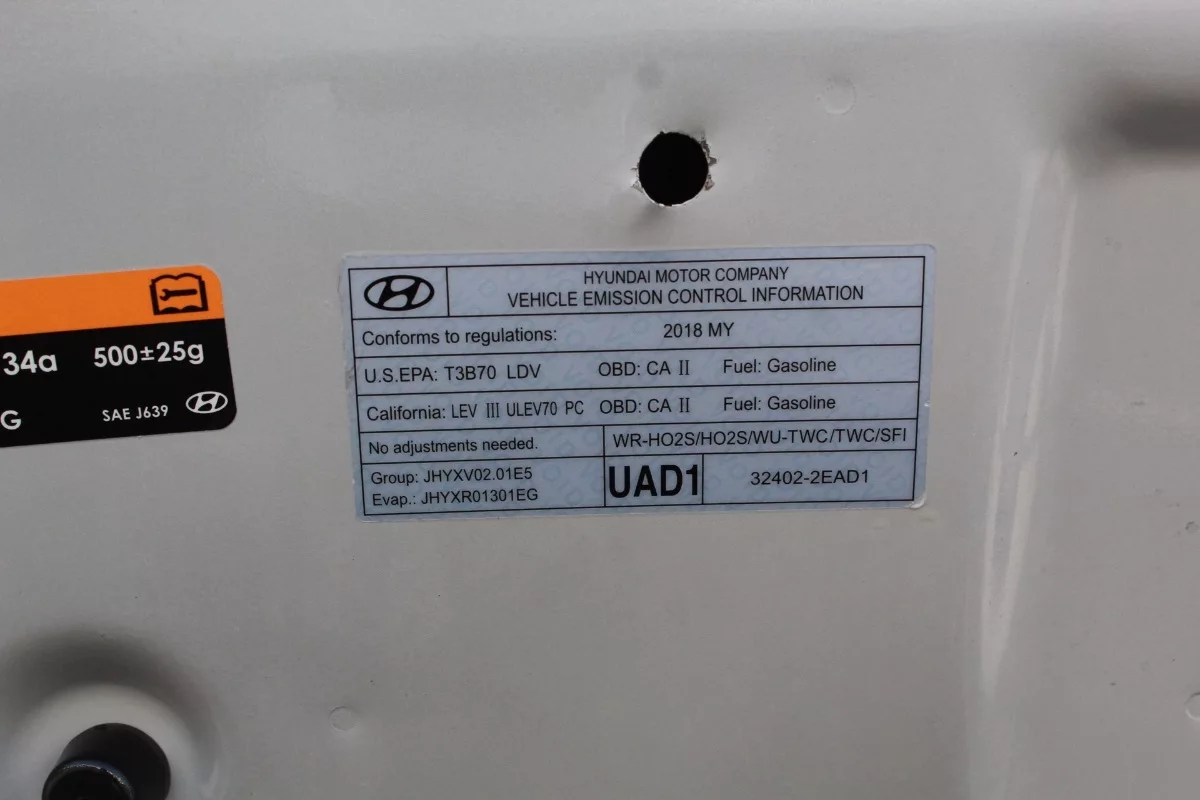 34a 500±25g
G SAE J639
HYUNDAI MOTOR COMPANY
VEHICLE EMISSION CONTROL INFORMATION
Conforms to regulations: 2018 MY
U.S.EPA: T3B70 LDV OBD: CA II Fuel: Gasoline
California: LEV III ULEV70 PC OBD: CA II Fuel: Gasoline
No adjustments needed. WR-HO2S/HO2S/WU-TWC/TWC/SFI
Group: JHYXV02.01E5
Evap.: JHYXR01301EG
UAD1 32402-2EAD1